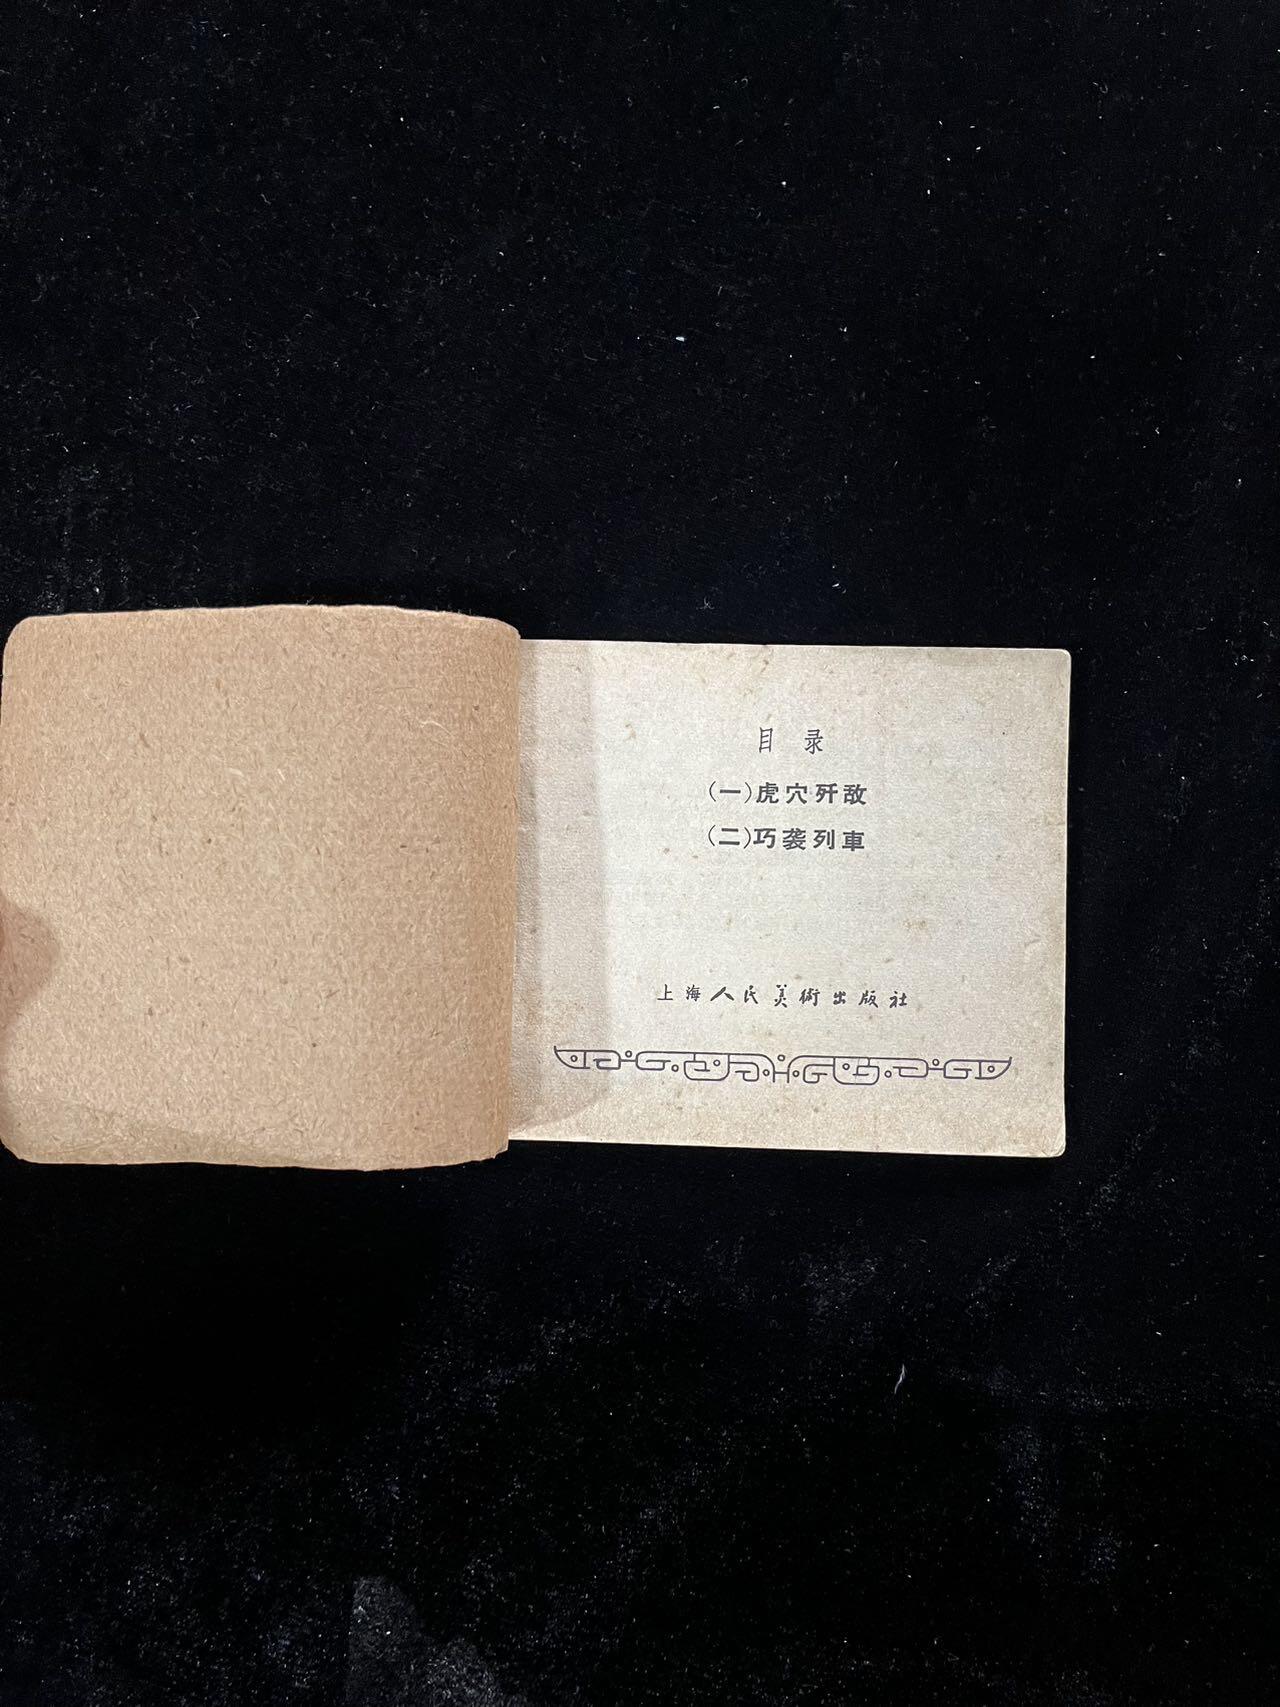 目录
(一)虎穴歼敌
(二)巧袭列車
上海人民美術出版社